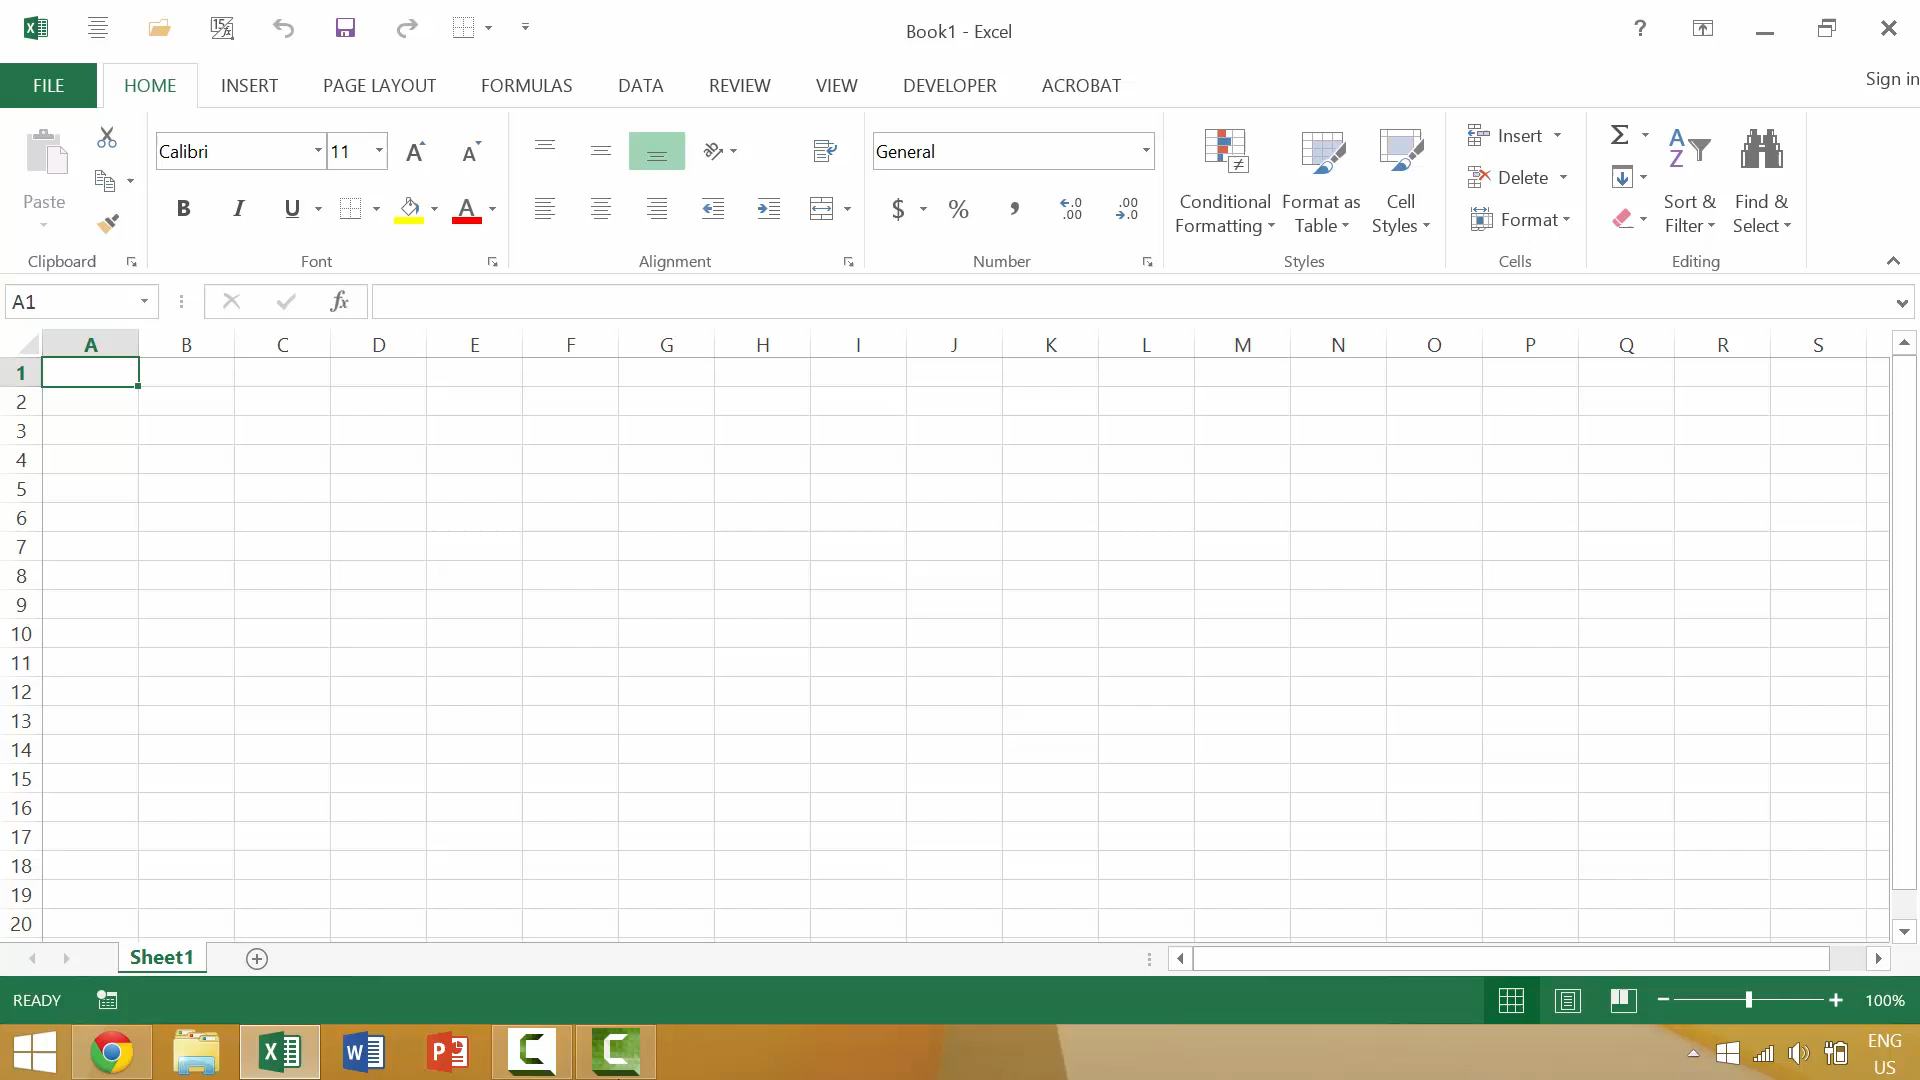 Book1 - Excel
?
FILE HOME INSERT PAGE LAYOUT FORMULAS DATA REVIEW VIEW DEVELOPER ACROBAT Sign in
Paste
Calibri 11
General
B I U A
$ % ,
Conditional Formatting
Format as Table
Cell Styles
Insert
Delete
Format
Sort & Filter
Find & Select
Clipboard Font Alignment Number Styles Cells Editing
A1 fx
A B C D E F G H I J K L M N O P Q R S
1
2
3
4
5
6
7
8
9
10
11
12
13
14
15
16
17
18
19
20
Sheet1
READY 100%
ENG
US